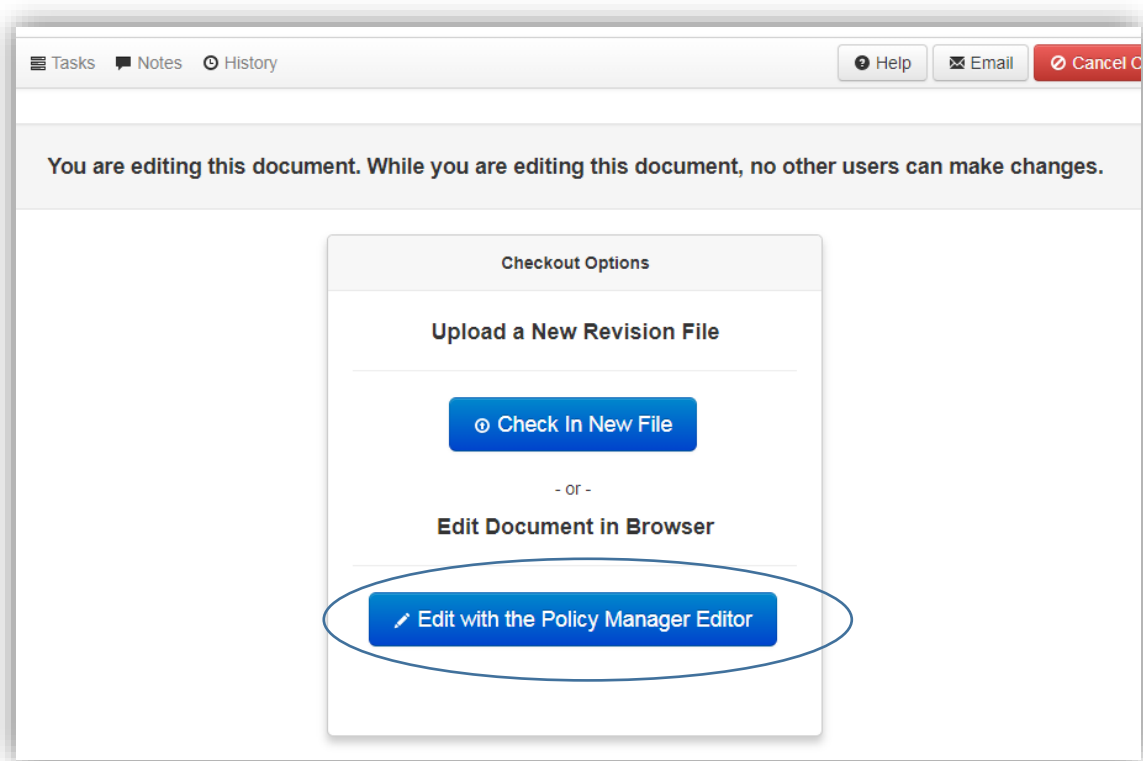 Tasks Notes History Help Email Cancel C
You are editing this document. While you are editing this document, no other users can make changes.
Checkout Options
Upload a New Revision File
Check In New File
- or -
Edit Document in Browser
Edit with the Policy Manager Editor